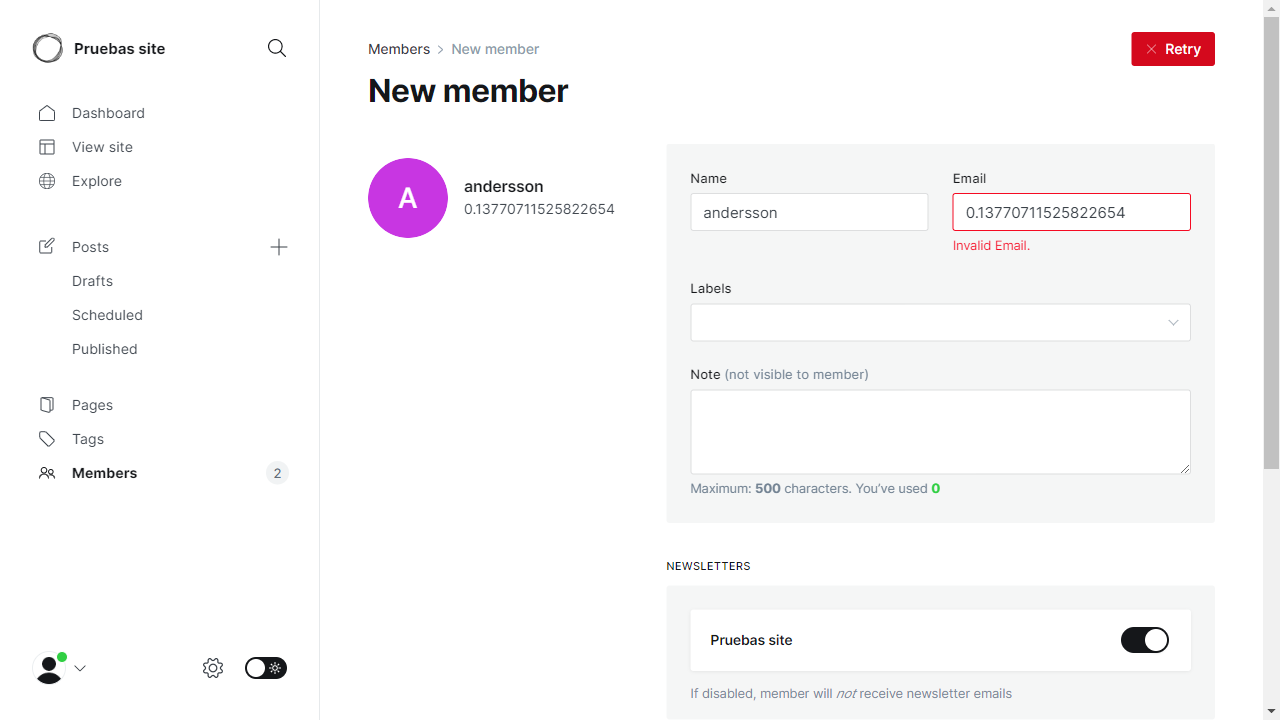 Pruebas site
Dashboard
View site
Explore
Posts
Drafts
Scheduled
Published
Pages
Tags
Members 2
Members > New member
Retry
New member
A
andersson
0.13770711525822654
Name
andersson
Email
0.13770711525822654
Invalid Email.
Labels
Note (not visible to member)
Maximum: 500 characters. You've used 0
NEWSLETTERS
Pruebas site
If disabled, member will not receive newsletter emails